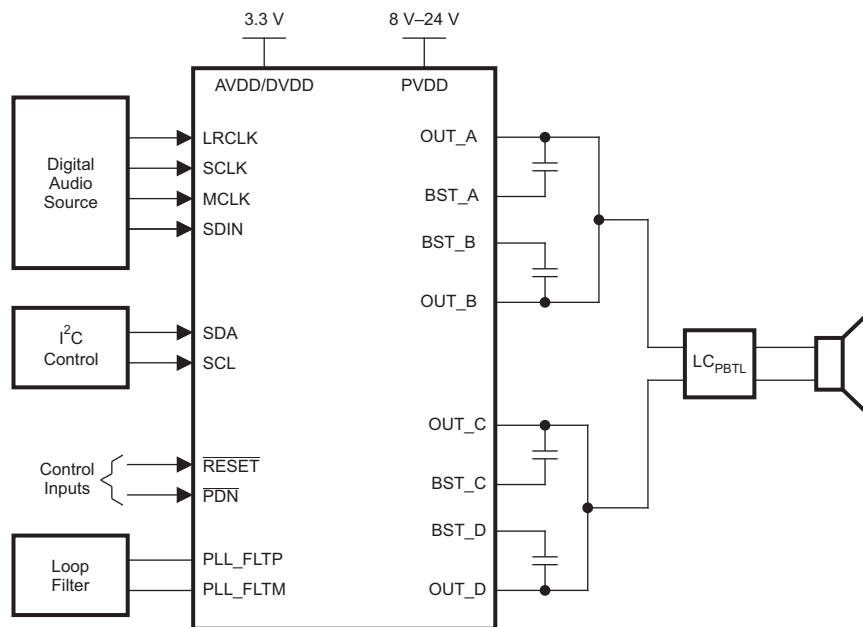 3.3 V
8 V–24 V
AVDD/DVDD
PVDD
Digital
Audio
Source
LRCLK
SCLK
MCLK
SDIN
I²C
Control
SDA
SCL
Control
Inputs
RESET
PDN
Loop
Filter
PLL_FLTP
PLL_FLTM
OUT_A
BST_A
BST_B
OUT_B
OUT_C
BST_C
BST_D
OUT_D
LCPBTL